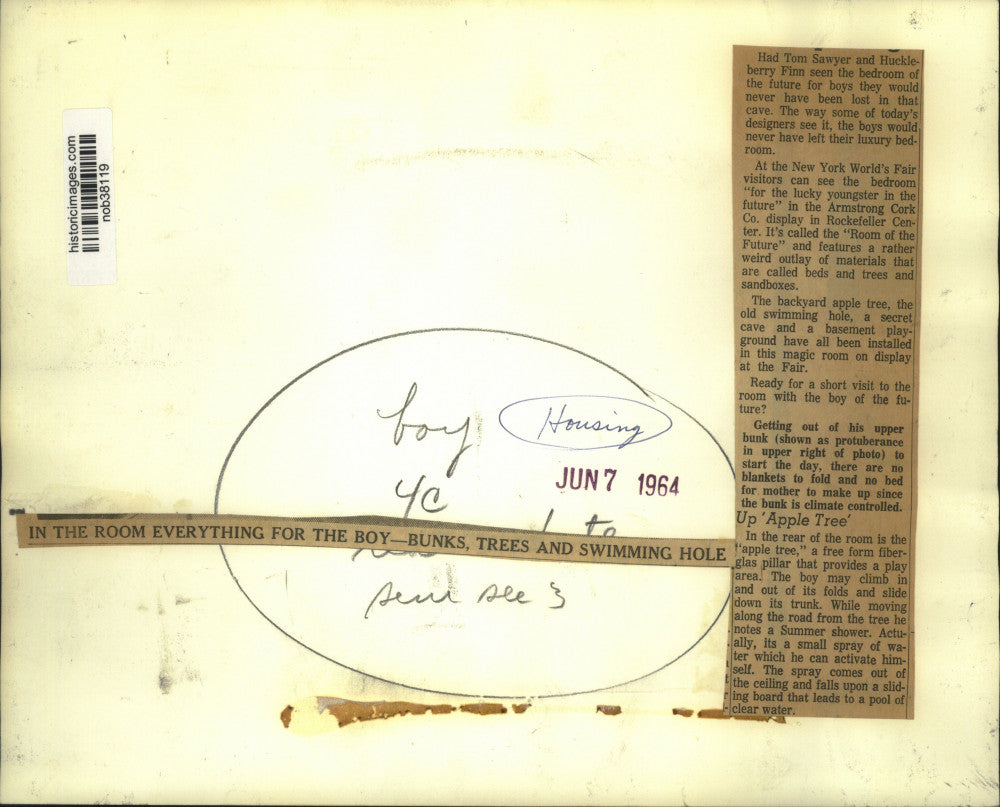 historicimages.com
nob38119
boy
Housing
4c
JUN 7 1964
to
IN THE ROOM EVERYTHING FOR THE BOY—BUNKS, TREES AND SWIMMING HOLE
see 3
Had Tom Sawyer and Huckle-
berry Finn seen the bedroom of
the future for boys they would
never have been lost in that
cave. The way some of today's
designers see it, the boys would
never have left their luxury bed-
room.
At the New York World's Fair
visitors can see the bedroom
"for the lucky youngster in the
future" in the Armstrong Cork
Co. display in Rockefeller Cen-
ter. It's called the "Room of the
Future" and features a rather
weird outlay of materials that
are called beds and trees and
sandboxes.
The backyard apple tree, the
old swimming hole, a secret
cave and a basement play-
ground have all been installed
in this magic room on display
at the Fair.
Ready for a short visit to the
room with the boy of the fu-
ture?
Getting out of his upper
bunk (shown as protuberance
in upper right of photo) to
start the day, there are no
blankets to fold and no bed
for mother to make up since
the bunk is climate controlled.
Up 'Apple Tree'
In the rear of the room is the
"apple tree," a free form fiber-
glas pillar that provides a play
area. The boy may climb in
and out of its folds and slide
down its trunk. While moving
along the road from the tree he
notes a Summer shower. Actu-
ally, its a small spray of wa-
ter which he can activate him-
self. The spray comes out of
the ceiling and falls upon a slid-
ing board that leads to a pool of
clear water.